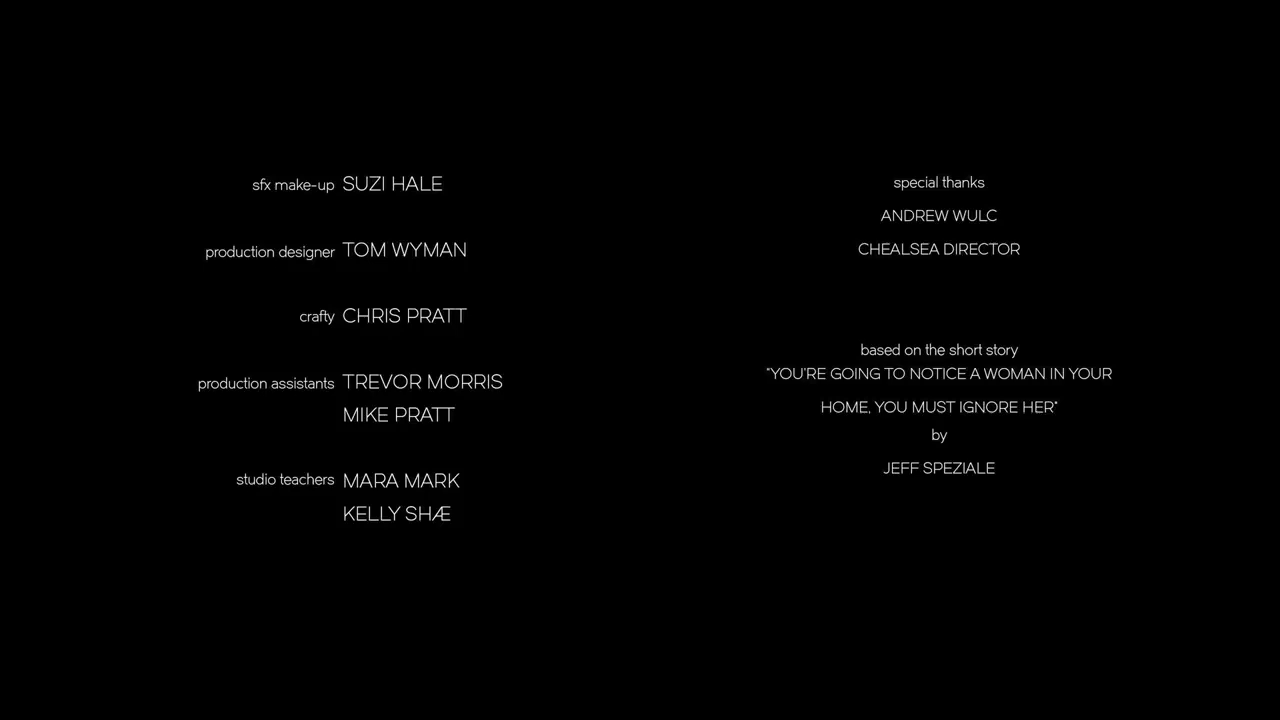 sfx make-up SUZI HALE
production designer TOM WYMAN
crafty CHRIS PRATT
production assistants TREVOR MORRIS
MIKE PRATT
studio teachers MARA MARK
KELLY SHÆ
special thanks
ANDREW WULC
CHEALSEA DIRECTOR
based on the short story
"YOU'RE GOING TO NOTICE A WOMAN IN YOUR
HOME, YOU MUST IGNORE HER"
by
JEFF SPEZIALE